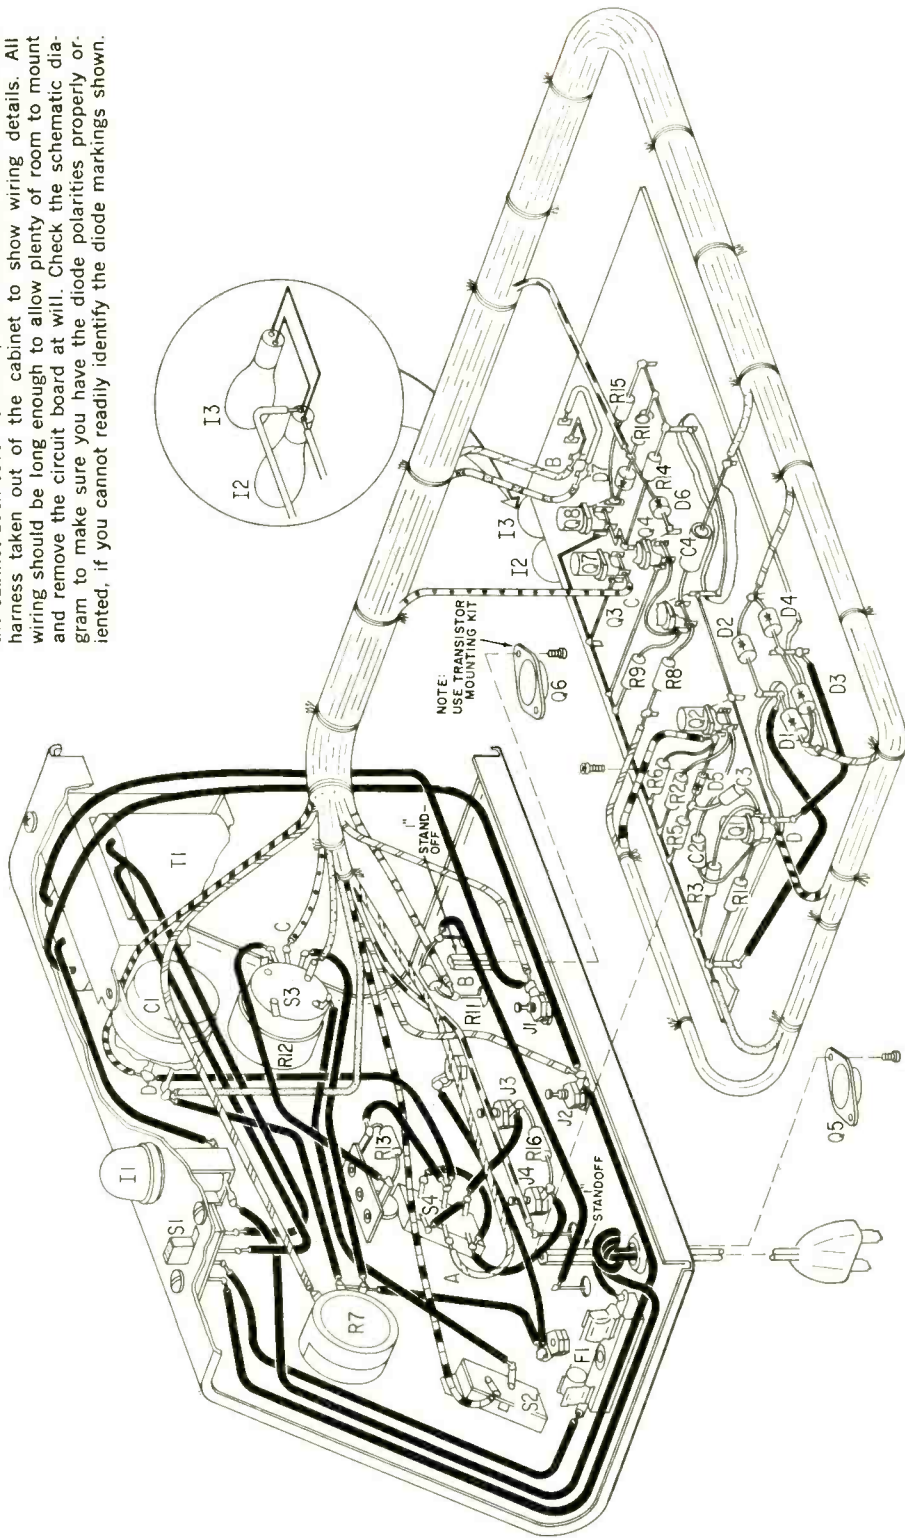 harness taken out of the cabinet to show wiring details. All
wiring should be long enough to allow plenty of room to mount
and remove the circuit board at will. Check the schematic dia-
gram to make sure you have the diode polarities properly or-
iented, if you cannot readily identify the diode markings shown.
I3
I2
T1
C1
D
I1
S1
S3
C
R12
R7
R13
S4
A
S2
F1
J3
J4
R16
R11
B
J1
J2
1"
STAND-
OFF
1"
STANDOFF
NOTE:
USE TRANSISTOR
MOUNTING KIT
Q6
Q5
I3
I2
Q8
Q7
Q3
C
Q4
B
D
R15
R10
R14
D6
C4
R9
R8
Q2
R6
R2
R5
D5
C3
C2
Q1
R3
R1
D
D2
D4
D1
D3